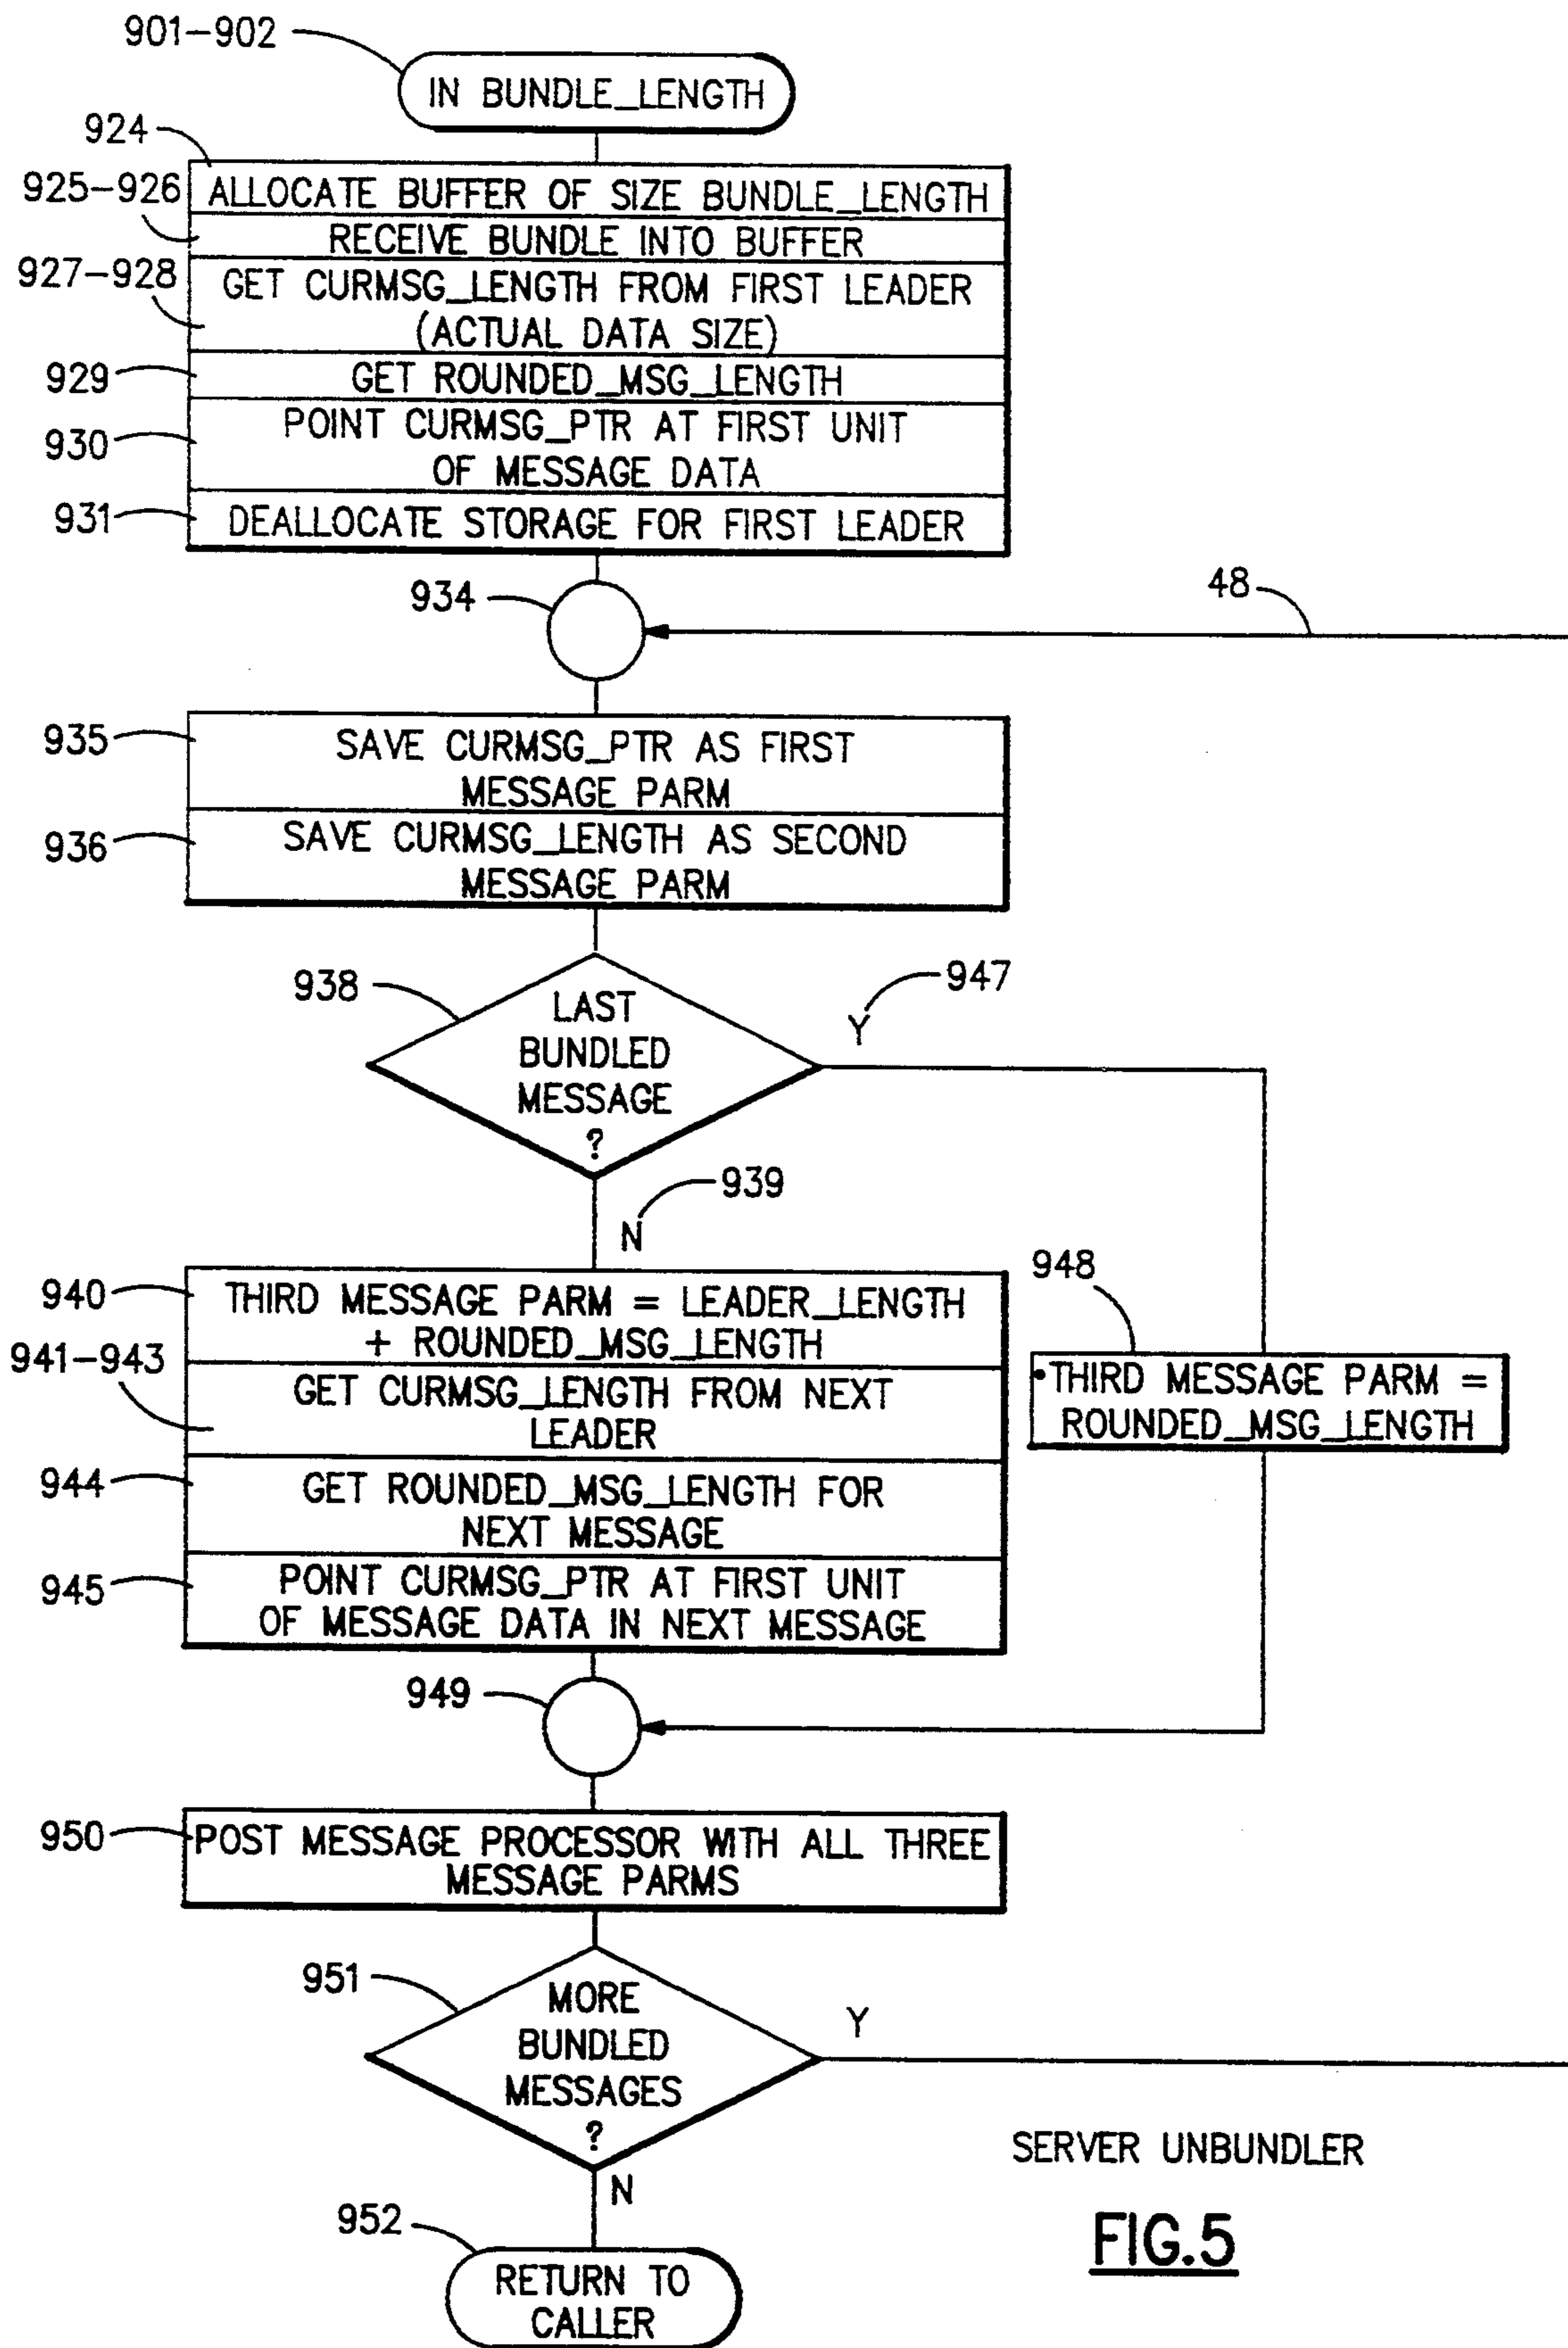 901-902
IN BUNDLE_LENGTH
924
ALLOCATE BUFFER OF SIZE BUNDLE_LENGTH
925-926
RECEIVE BUNDLE INTO BUFFER
927-928
GET CURMSG_LENGTH FROM FIRST LEADER
(ACTUAL DATA SIZE)
929
GET ROUNDED_MSG_LENGTH
930
POINT CURMSG_PTR AT FIRST UNIT
OF MESSAGE DATA
931
DEALLOCATE STORAGE FOR FIRST LEADER
934
48
935
SAVE CURMSG_PTR AS FIRST
MESSAGE PARM
936
SAVE CURMSG_LENGTH AS SECOND
MESSAGE PARM
938
LAST
BUNDLED
MESSAGE
?
Y
947
N
939
940
THIRD MESSAGE PARM = LEADER_LENGTH
+ ROUNDED_MSG_LENGTH
941-943
GET CURMSG_LENGTH FROM NEXT
LEADER
944
GET ROUNDED_MSG_LENGTH FOR
NEXT MESSAGE
945
POINT CURMSG_PTR AT FIRST UNIT
OF MESSAGE DATA IN NEXT MESSAGE
948
•THIRD MESSAGE PARM =
ROUNDED_MSG_LENGTH
949
950
POST MESSAGE PROCESSOR WITH ALL THREE
MESSAGE PARMS
951
MORE
BUNDLED
MESSAGES
?
Y
N
952
RETURN TO
CALLER
SERVER UNBUNDLER
FIG.5